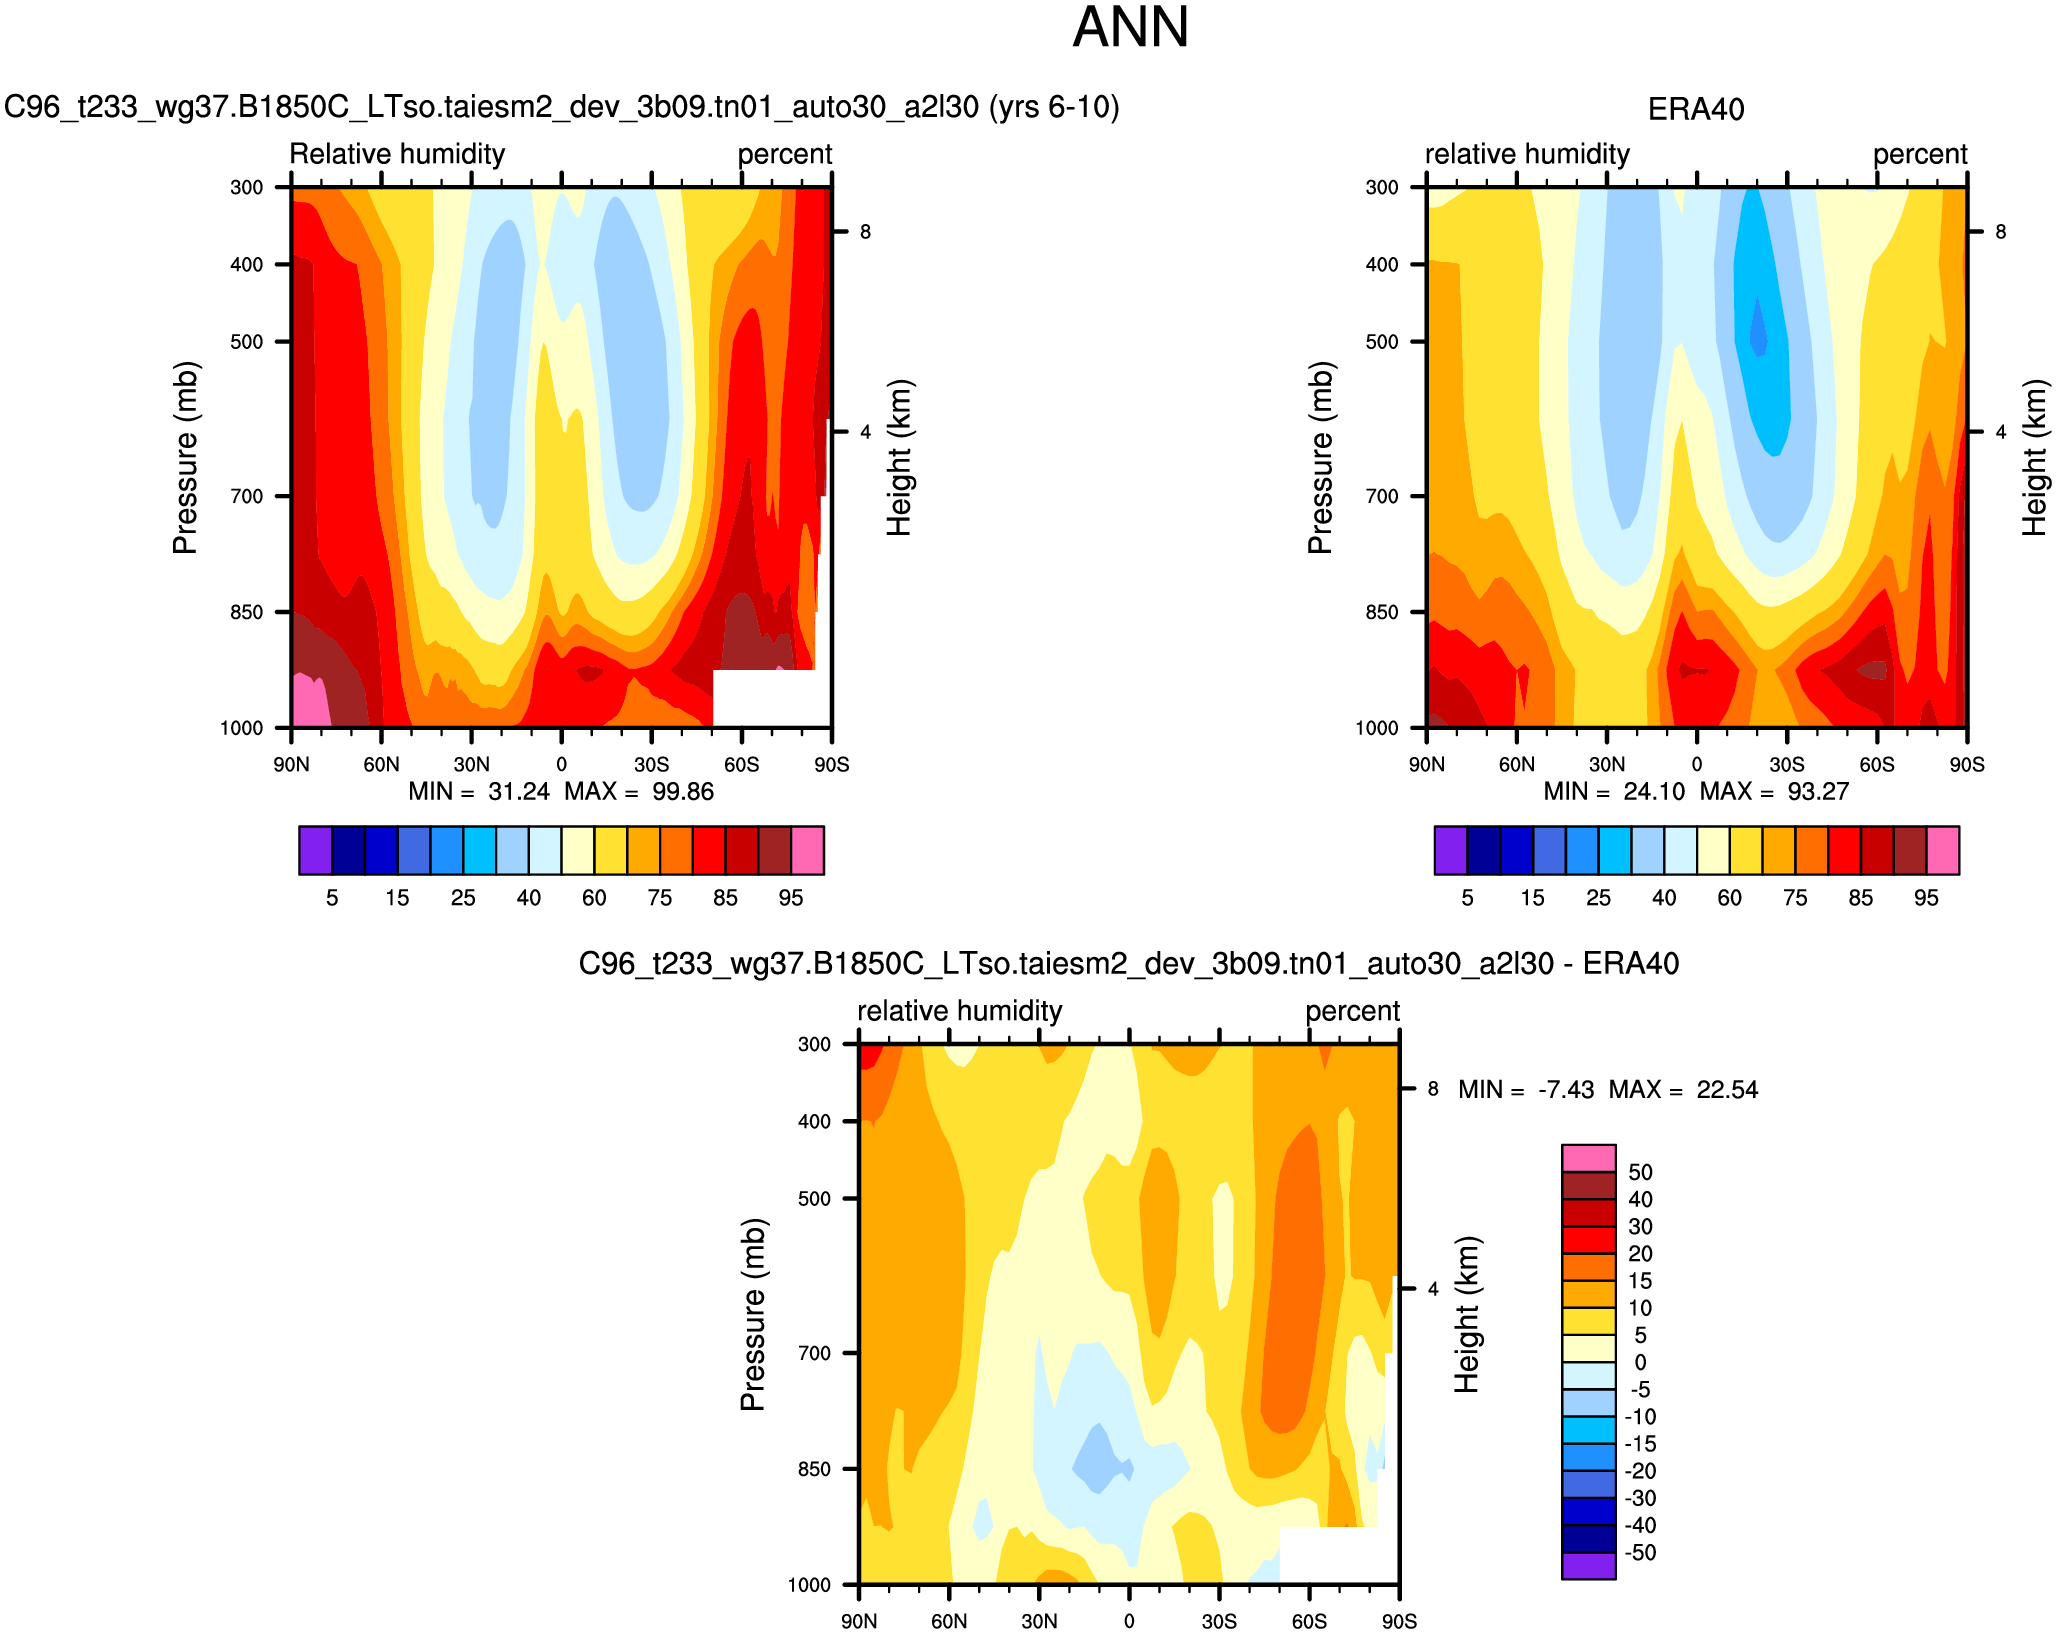 ANN
C96_t233_wg37.B1850C_LTso.taiesm2_dev_3b09.tn01_auto30_a2l30 (yrs 6-10)
Relative humidity percent
300
400
500
700
850
1000
Pressure (mb)
8
4
Height (km)
90N 60N 30N 0 30S 60S 90S
MIN = 31.24 MAX = 99.86
5 15 25 40 60 75 85 95
ERA40
relative humidity percent
300
400
500
700
850
1000
Pressure (mb)
8
4
Height (km)
90N 60N 30N 0 30S 60S 90S
MIN = 24.10 MAX = 93.27
5 15 25 40 60 75 85 95
C96_t233_wg37.B1850C_LTso.taiesm2_dev_3b09.tn01_auto30_a2l30 - ERA40
relative humidity percent
300
400
500
700
850
1000
Pressure (mb)
8
4
Height (km)
90N 60N 30N 0 30S 60S 90S
MIN = -7.43 MAX = 22.54
50
40
30
20
15
10
5
0
-5
-10
-15
-20
-30
-40
-50